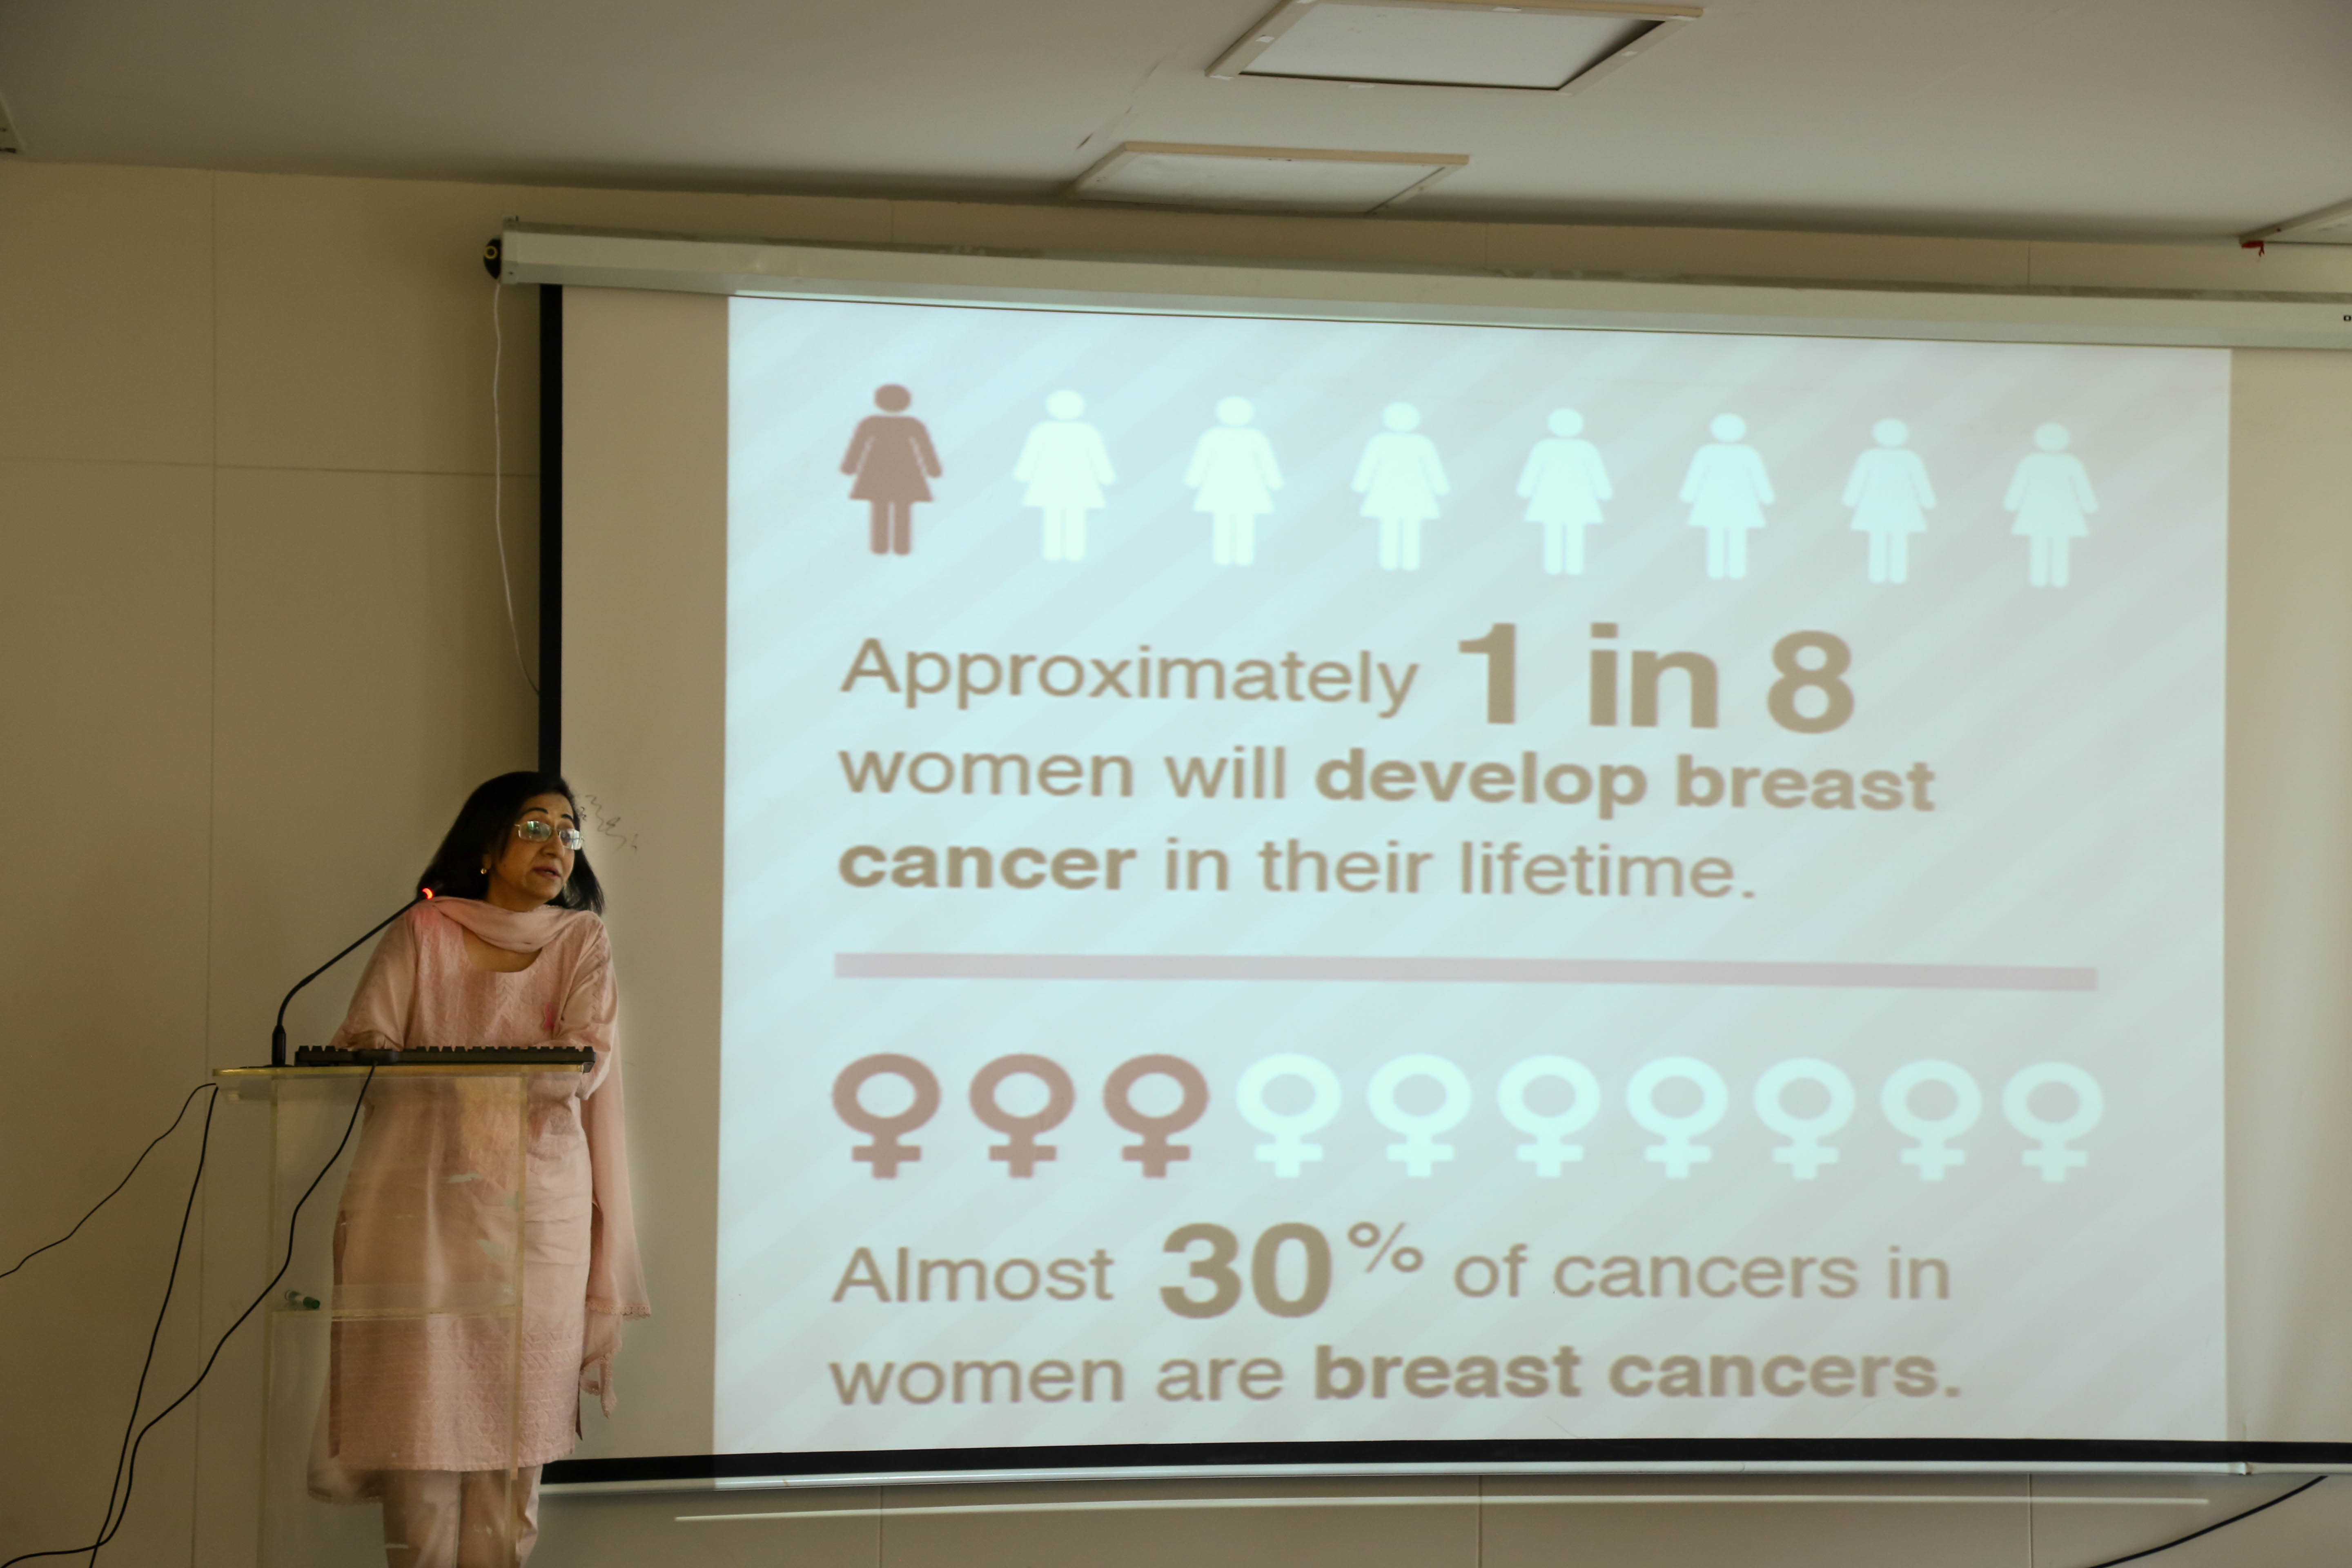 Approximately 1 in 8
women will develop breast
cancer in their lifetime.
Almost 30% of cancers in
women are breast cancers.